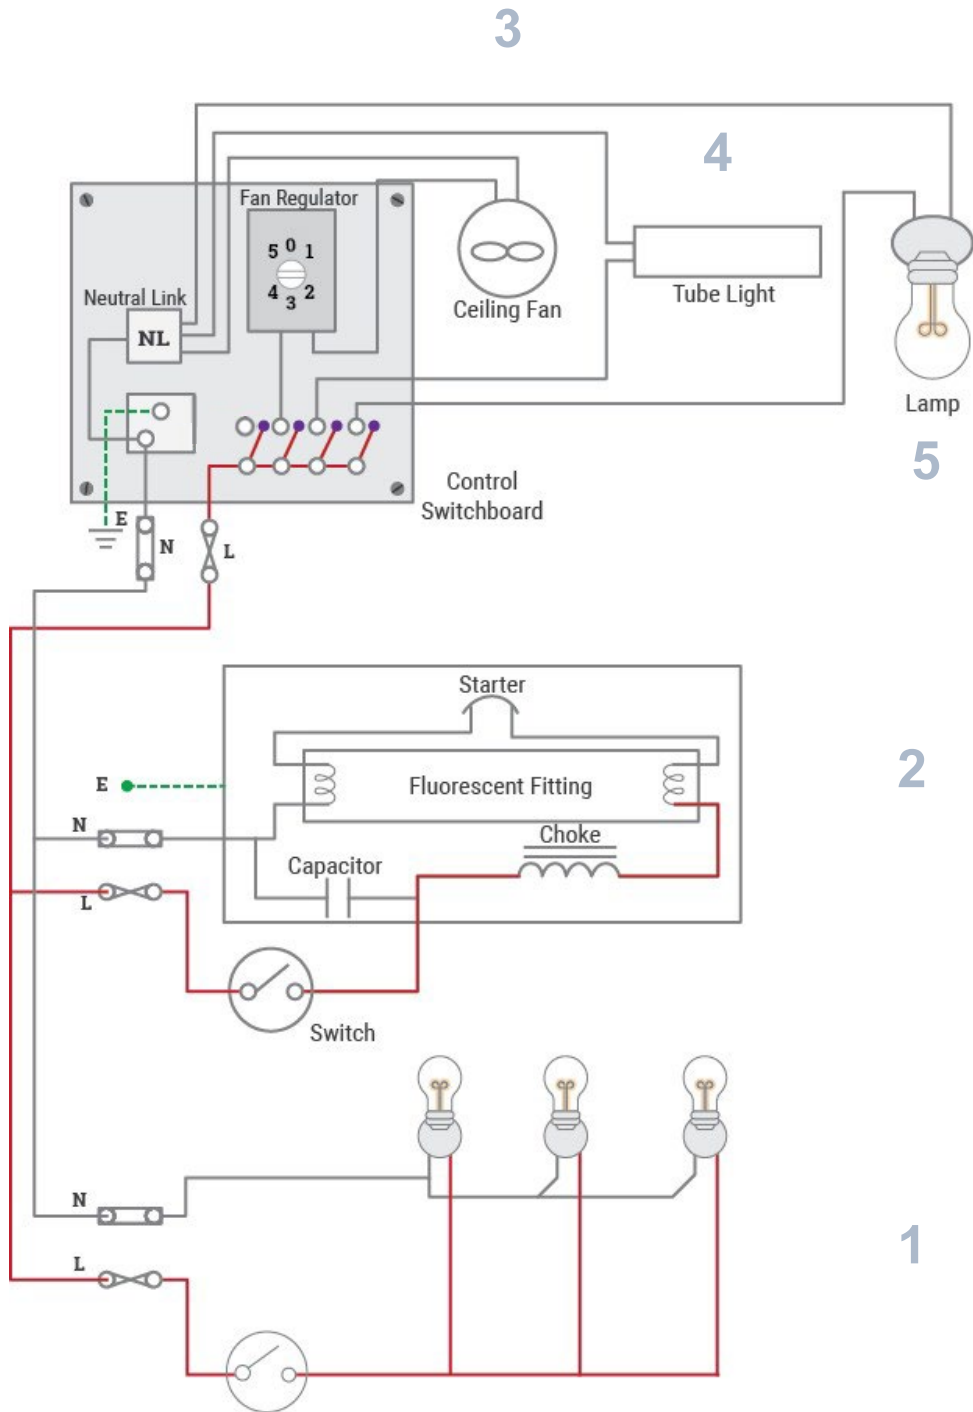 3
4
Fan Regulator
5 0 1
4 3 2
Neutral Link
NL
Ceiling Fan
Tube Light
Lamp
5
Control
Switchboard
E
N
L
Starter
2
E
Fluorescent Fitting
N
Choke
Capacitor
L
Switch
N
1
L